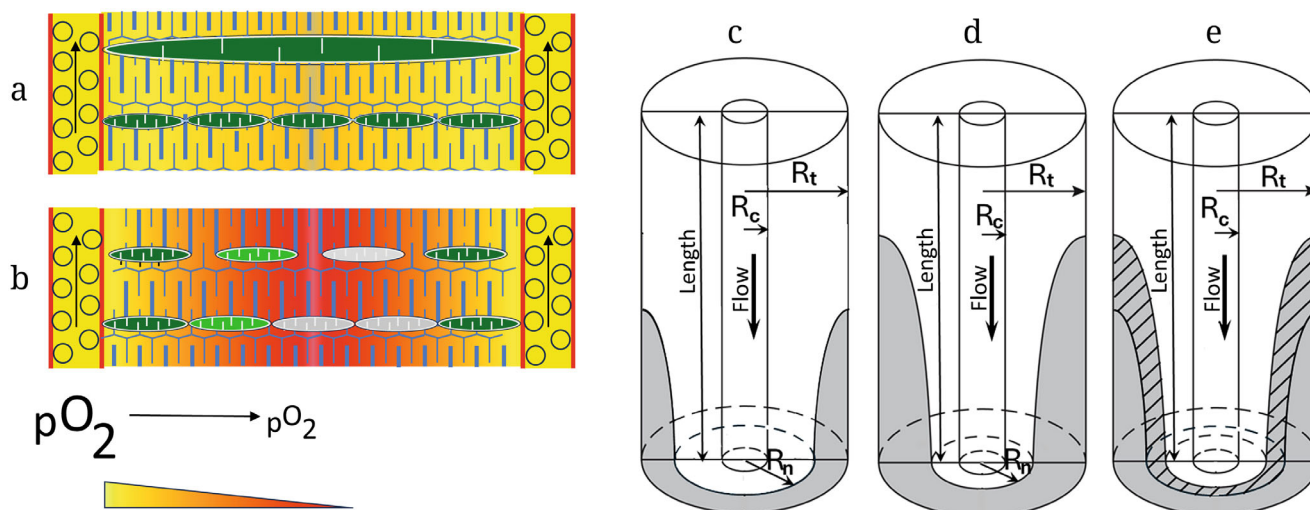 a
b
pO2
pO2
c
d
e
Rt
Rc
Length
Flow
Rn
Rt
Rc
Length
Flow
Rn
Rt
Rc
Length
Flow